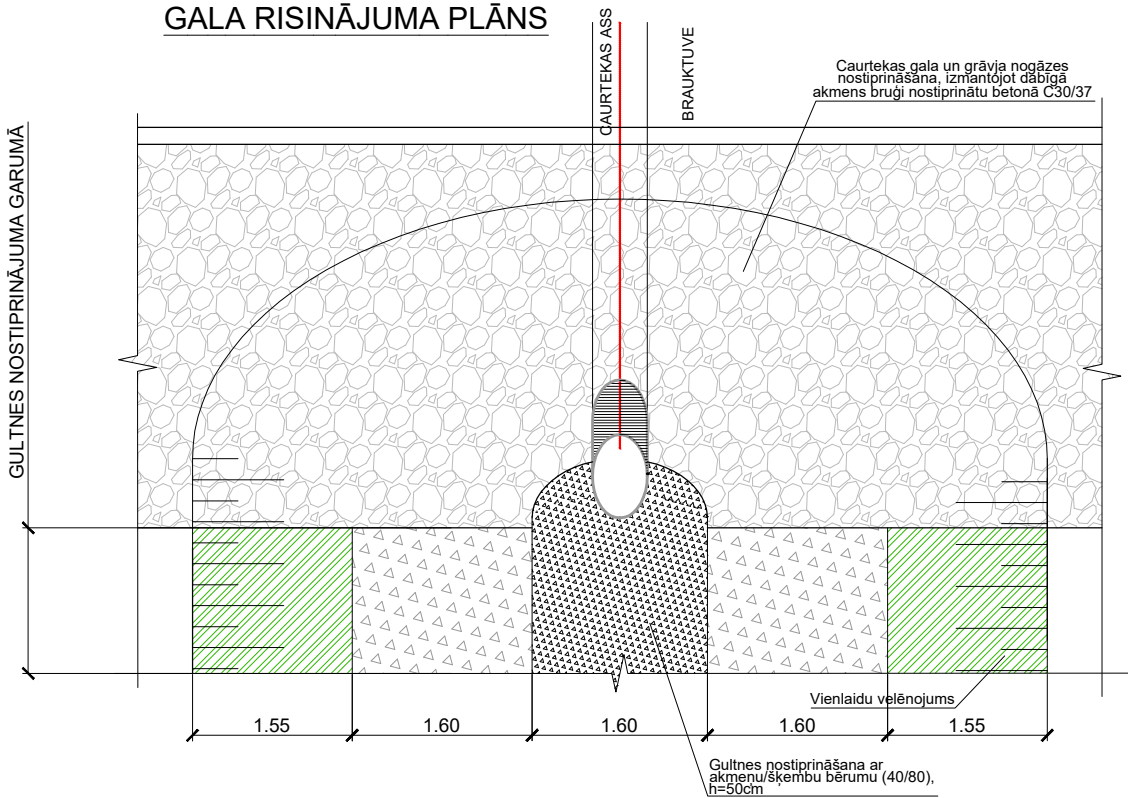 GALA RISINĀJUMA PLĀNS
CAURTEKAS ASS
BRAUKTUVE
Caurtekas gala un grāvja nogāzes
nostiprināšana, izmantojot dabīgā
akmens bruģi nostiprinātu betonā C30/37
GULTNES NOSTIPRINĀJUMA GARUMĀ
Vienlaidu velēnojums
1.55
1.60
1.60
1.60
1.55
Gultnes nostiprināšana ar
akmeņu/šķembu bērumu (40/80),
h=50cm